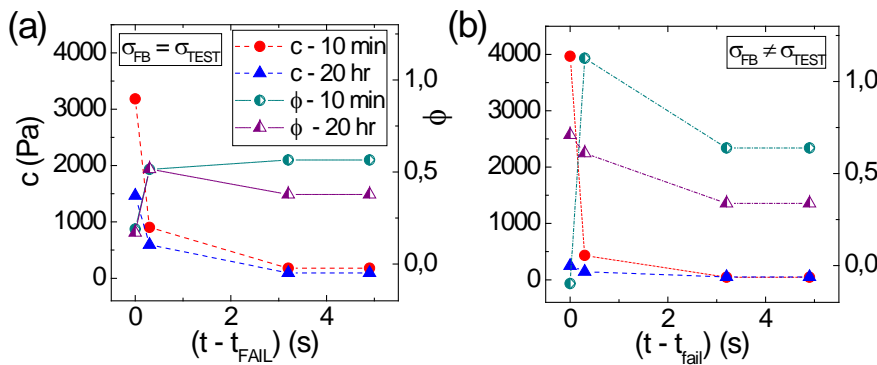 (a)
σFB = σTEST
c - 10 min
c - 20 hr
ϕ - 10 min
ϕ - 20 hr
4000
3000
2000
1000
0
c (Pa)
1,0
0,5
0,0
ϕ
0 2 4
(t - tFAIL) (s)
(b)
σFB ≠ σTEST
4000
3000
2000
1000
0
1,0
0,5
0,0
0 2 4
(t - tfail) (s)